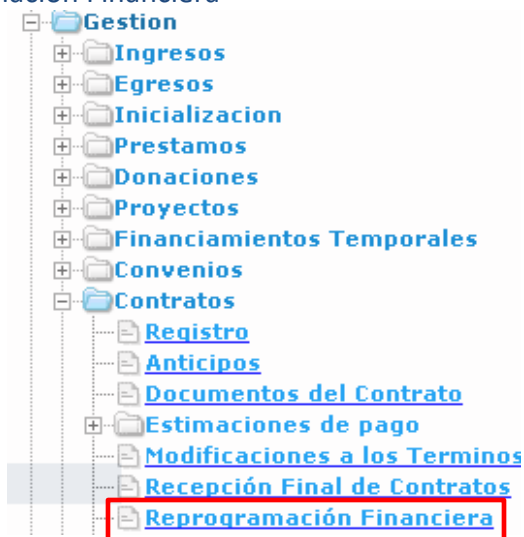 Financiera
Gestion
Ingresos
Egresos
Inicializacion
Prestamos
Donaciones
Proyectos
Financiamientos Temporales
Convenios
Contratos
Registro
Anticipos
Documentos del Contrato
Estimaciones de pago
Modificaciones a los Terminos
Recepción Final de Contratos
Reprogramación Financiera